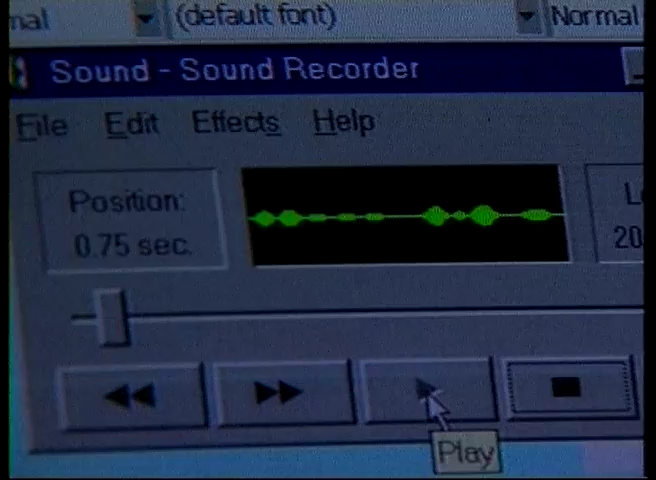 (default font) Normal
Sound - Sound Recorder
File Edit Effects Help
Position:
0.75 sec.
Play